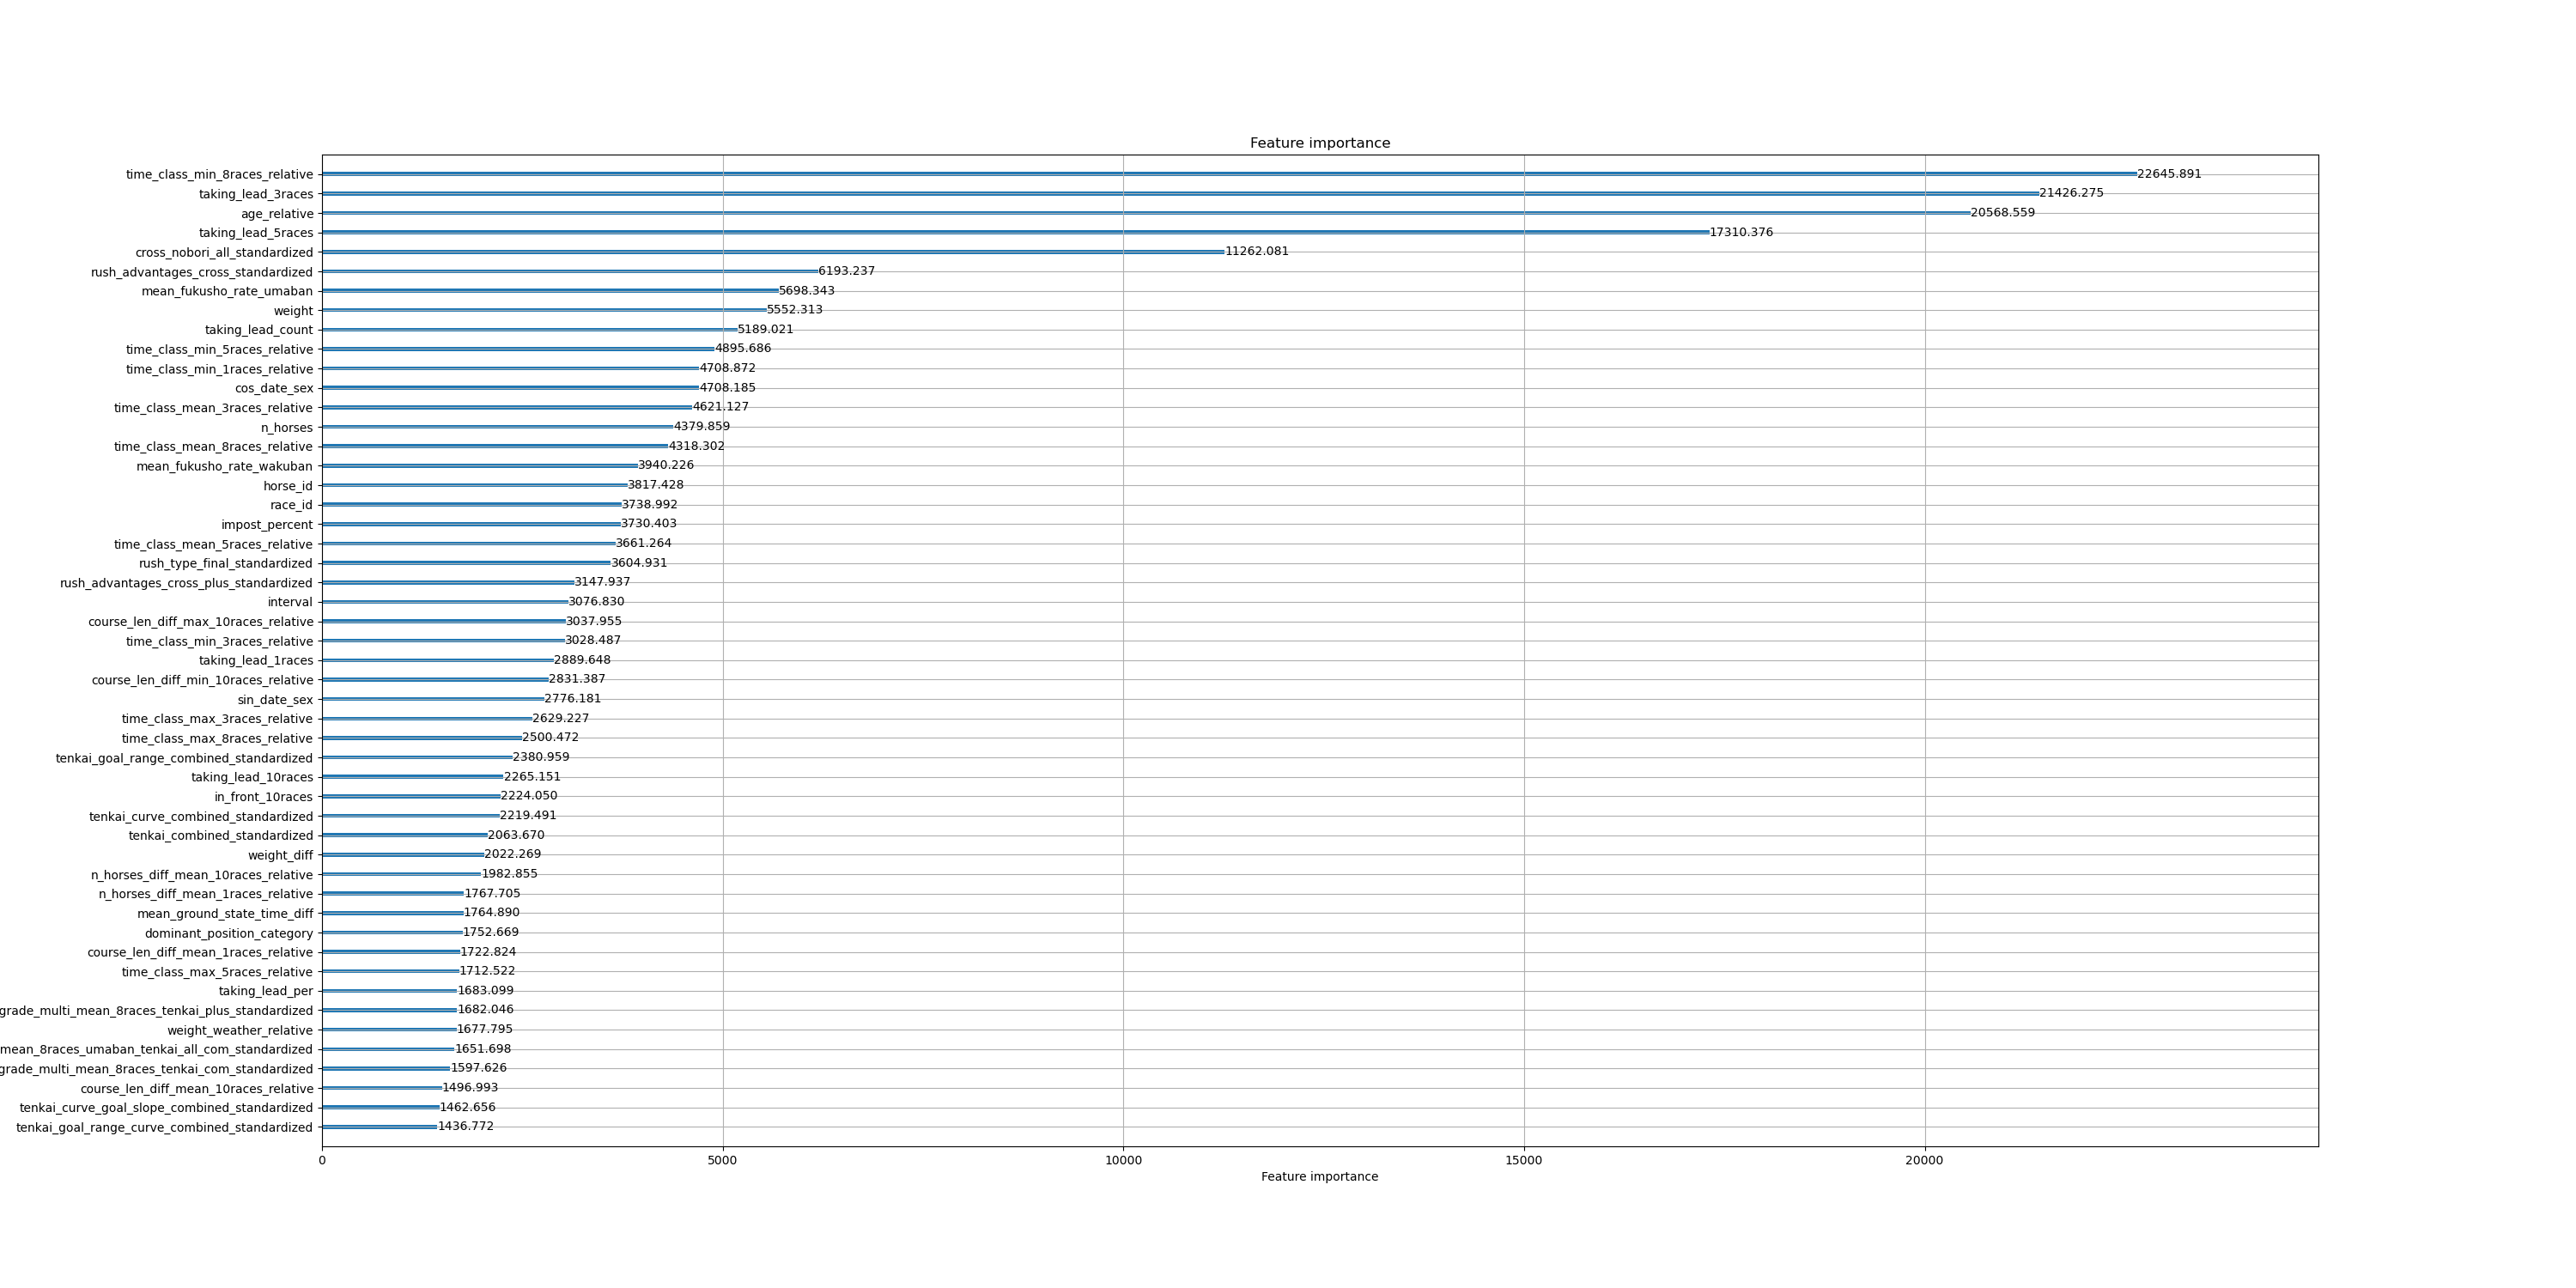 Feature importance
time_class_min_8races_relative 22645.891
taking_lead_3races 21426.275
age_relative 20568.559
taking_lead_5races 17310.376
cross_nobori_all_standardized 11262.081
rush_advantages_cross_standardized 6193.237
mean_fukusho_rate_umaban 5698.343
weight 5552.313
taking_lead_count 5189.021
time_class_min_5races_relative 4895.686
time_class_min_1races_relative 4708.872
cos_date_sex 4708.185
time_class_mean_3races_relative 4621.127
n_horses 4379.859
time_class_mean_8races_relative 4318.302
mean_fukusho_rate_wakuban 3940.226
horse_id 3817.428
race_id 3738.992
impost_percent 3730.403
time_class_mean_5races_relative 3661.264
rush_type_final_standardized 3604.931
rush_advantages_cross_plus_standardized 3147.937
interval 3076.830
course_len_diff_max_10races_relative 3037.955
time_class_min_3races_relative 3028.487
taking_lead_1races 2889.648
course_len_diff_min_10races_relative 2831.387
sin_date_sex 2776.181
time_class_max_3races_relative 2629.227
time_class_max_8races_relative 2500.472
tenkai_goal_range_combined_standardized 2380.959
taking_lead_10races 2265.151
in_front_10races 2224.050
tenkai_curve_combined_standardized 2219.491
tenkai_combined_standardized 2063.670
weight_diff 2022.269
n_horses_diff_mean_10races_relative 1982.855
n_horses_diff_mean_1races_relative 1767.705
mean_ground_state_time_diff 1764.890
dominant_position_category 1752.669
course_len_diff_mean_1races_relative 1722.824
time_class_max_5races_relative 1712.522
taking_lead_per 1683.099
grade_multi_mean_8races_tenkai_plus_standardized 1682.046
weight_weather_relative 1677.795
mean_8races_umaban_tenkai_all_com_standardized 1651.698
grade_multi_mean_8races_tenkai_com_standardized 1597.626
course_len_diff_mean_10races_relative 1496.993
tenkai_curve_goal_slope_combined_standardized 1462.656
tenkai_goal_range_curve_combined_standardized 1436.772
0 5000 10000 15000 20000
Feature importance